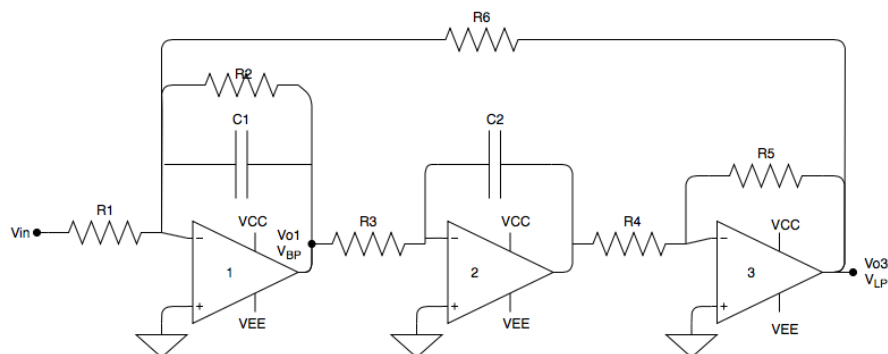 R6
R2
C1
C2
R5
R1
R3
R4
Vin
VCC
Vo1
VBP
VCC
VCC
Vo3
VLP
−
−
−
1
2
3
+
+
+
VEE
VEE
VEE